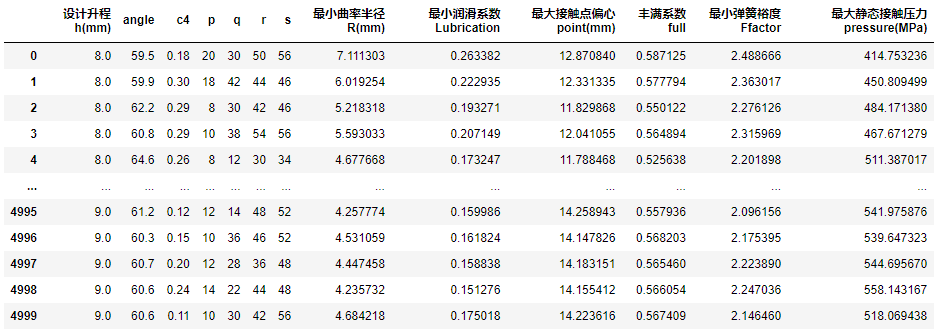 设计升程 h(mm) angle c4 p q r s 最小曲率半径 R(mm) 最小润滑系数 Lubrication 最大接触点偏心 point(mm) 丰满系数 full 最小弹簧裕度 Ffactor 最大静态接触压力 pressure(MPa)
0 8.0 59.5 0.18 20 30 50 56 7.111303 0.263382 12.870840 0.587125 2.488666 414.753236
1 8.0 59.9 0.30 18 42 44 46 6.019254 0.222935 12.331335 0.577794 2.363017 450.809499
2 8.0 62.2 0.29 8 30 42 46 5.218318 0.193271 11.829868 0.550122 2.276126 484.171380
3 8.0 60.8 0.29 10 38 54 56 5.593033 0.207149 12.041055 0.564894 2.315969 467.671279
4 8.0 64.6 0.26 8 12 30 34 4.677668 0.173247 11.788468 0.525638 2.201898 511.387017
... ... ... ... ... ... ... ... ... ... ... ... ... ...
4995 9.0 61.2 0.12 12 14 48 52 4.257774 0.159986 14.258943 0.557936 2.096156 541.975876
4996 9.0 60.3 0.15 10 36 46 52 4.531059 0.161824 14.147826 0.568203 2.175395 539.647323
4997 9.0 60.7 0.20 12 28 36 48 4.447458 0.158838 14.183151 0.565460 2.223890 544.695670
4998 9.0 60.6 0.24 14 22 44 48 4.235732 0.151276 14.155412 0.566054 2.247036 558.143167
4999 9.0 60.6 0.11 10 30 42 56 4.684218 0.175018 14.223616 0.567409 2.146460 518.069438